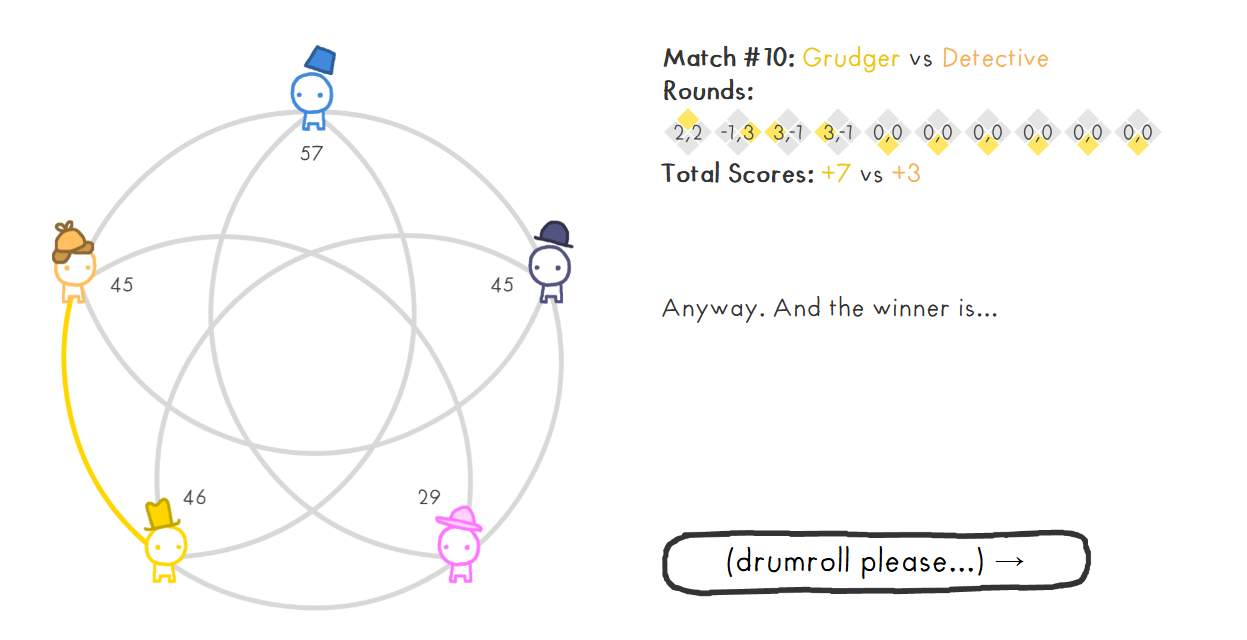 57
45
45
46
29
Match #10: Grudger vs Detective
Rounds:
2,2 -1,3 3,-1 3,-1 0,0 0,0 0,0 0,0 0,0 0,0
Total Scores: +7 vs +3
Anyway. And the winner is...
(drumroll please...) →